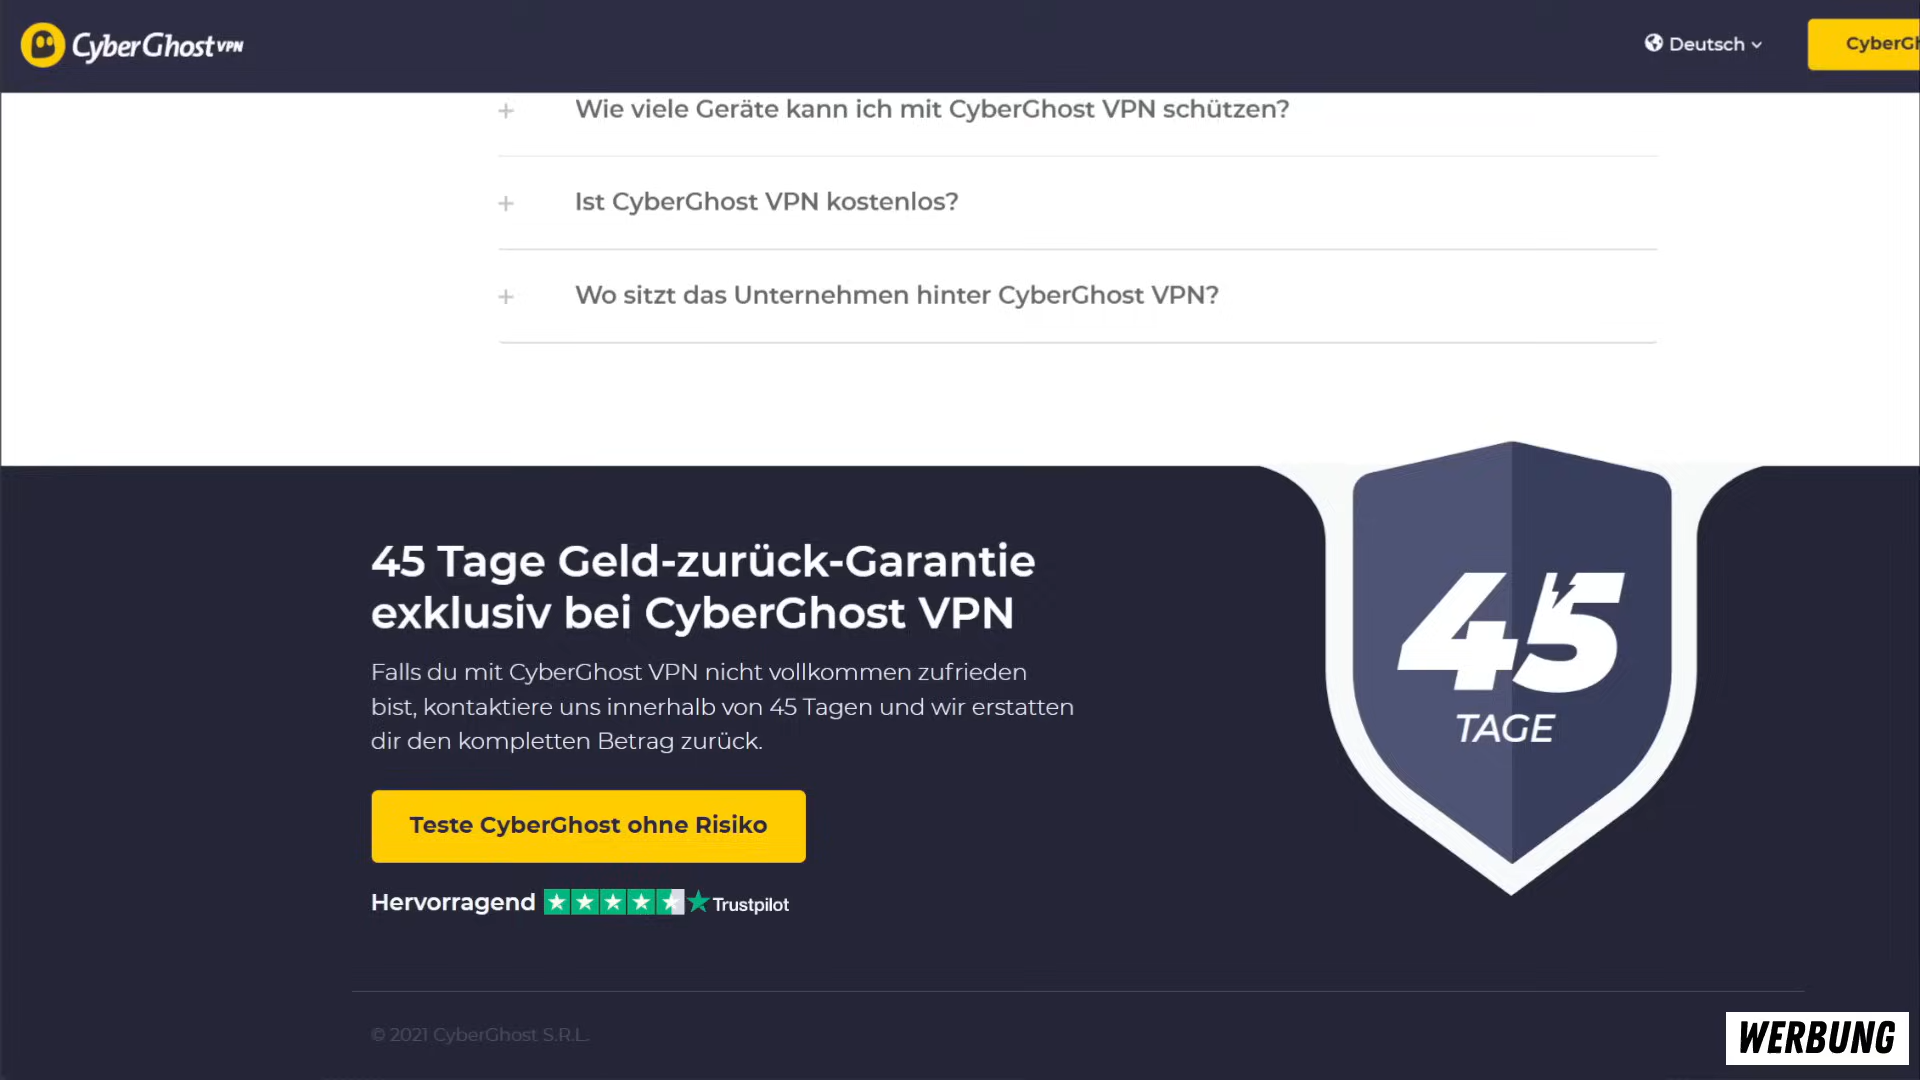 CyberGhost VPN
Deutsch
CyberGh
Wie viele Geräte kann ich mit CyberGhost VPN schützen?
Ist CyberGhost VPN kostenlos?
Wo sitzt das Unternehmen hinter CyberGhost VPN?
45 Tage Geld-zurück-Garantie
exklusiv bei CyberGhost VPN
Falls du mit CyberGhost VPN nicht vollkommen zufrieden
bist, kontaktiere uns innerhalb von 45 Tagen und wir erstatten
dir den kompletten Betrag zurück.
Teste CyberGhost ohne Risiko
Hervorragend Trustpilot
45
TAGE
© 2021 CyberGhost S.R.L.
WERBUNG